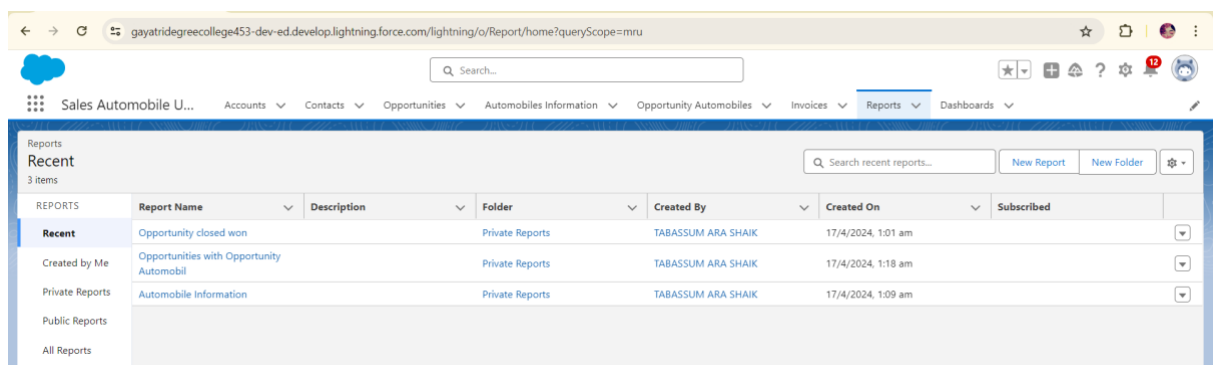 gayatridegreecollege453-dev-ed.develop.lightning.force.com/lightning/o/Report/home?queryScope=mru
Search...
12
Sales Automobile U... Accounts Contacts Opportunities Automobiles Information Opportunity Automobiles Invoices Reports Dashboards
Reports
Recent
3 items
Search recent reports...
New Report New Folder
REPORTS Report Name Description Folder Created By Created On Subscribed
Recent Opportunity closed won Private Reports TABASSUM ARA SHAIK 17/4/2024, 1:01 am
Created by Me Opportunities with Opportunity
Automobil Private Reports TABASSUM ARA SHAIK 17/4/2024, 1:18 am
Private Reports Automobile Information Private Reports TABASSUM ARA SHAIK 17/4/2024, 1:09 am
Public Reports
All Reports